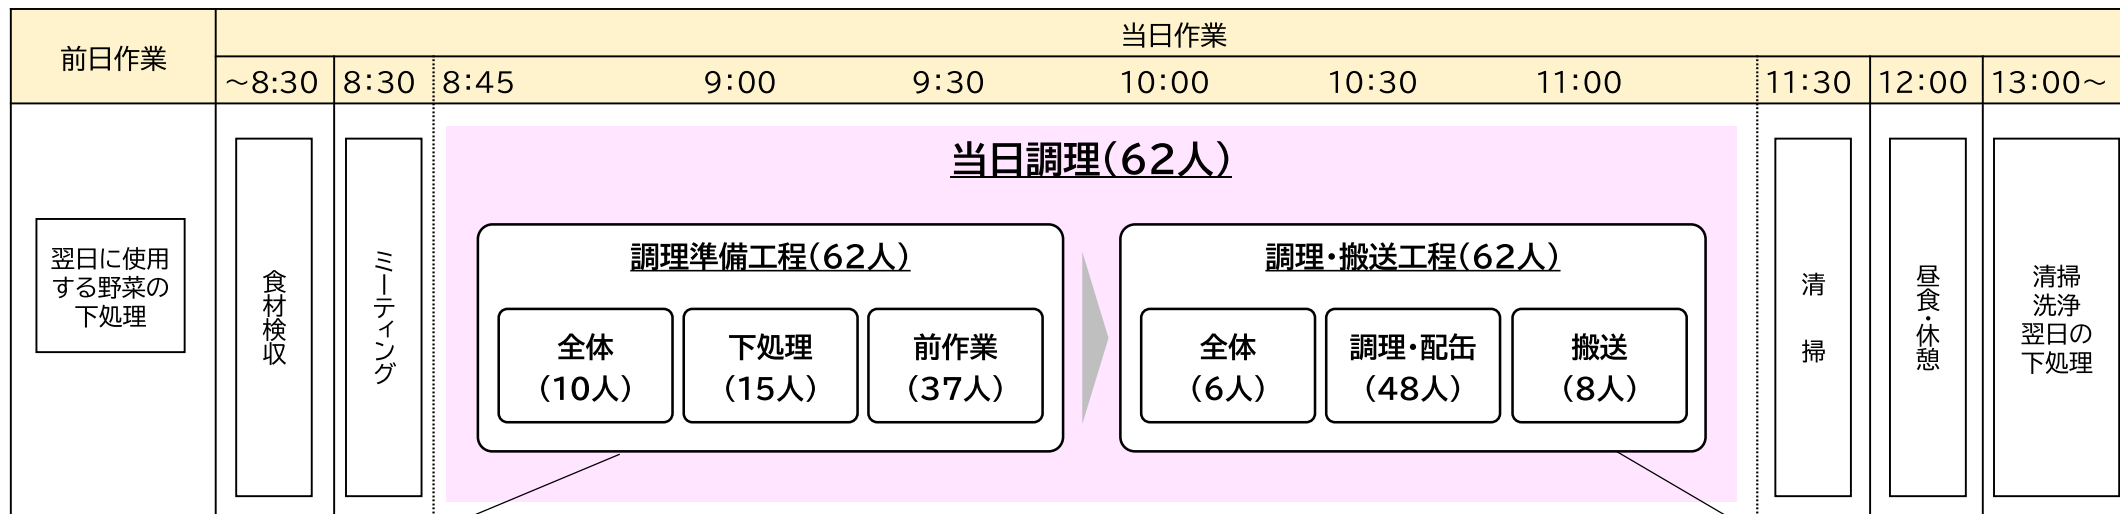 前日作業
当日作業
～8:30
8:30
8:45
9:00
9:30
10:00
10:30
11:00
11:30
12:00
13:00～
翌日に使用
する野菜の
下処理
食材検収
ミーティング
当日調理(62人)
調理準備工程(62人)
全体
(10人)
下処理
(15人)
前作業
(37人)
調理・搬送工程(62人)
全体
(6人)
調理・配缶
(48人)
搬送
(8人)
清掃
昼食・休憩
清掃
洗浄
翌日の
下処理